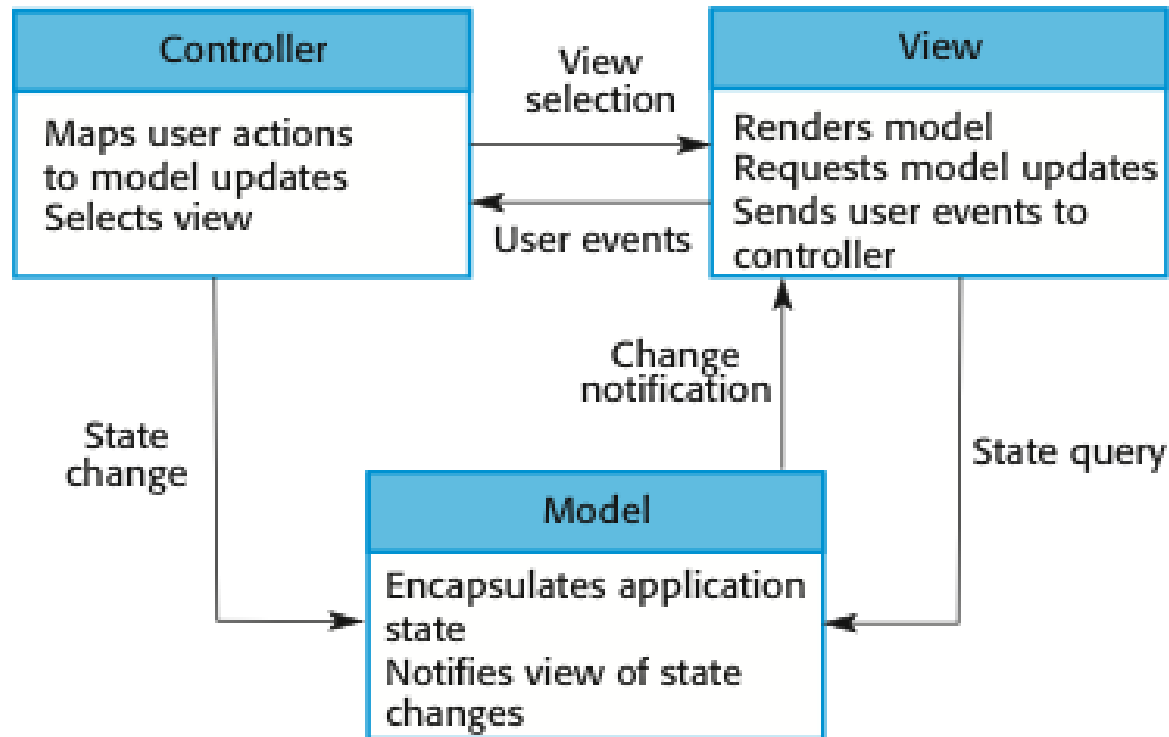 Controller
Maps user actions
to model updates
Selects view
View
selection
User events
View
Renders model
Requests model updates
Sends user events to
controller
State
change
Change
notification
State query
Model
Encapsulates application
state
Notifies view of state
changes